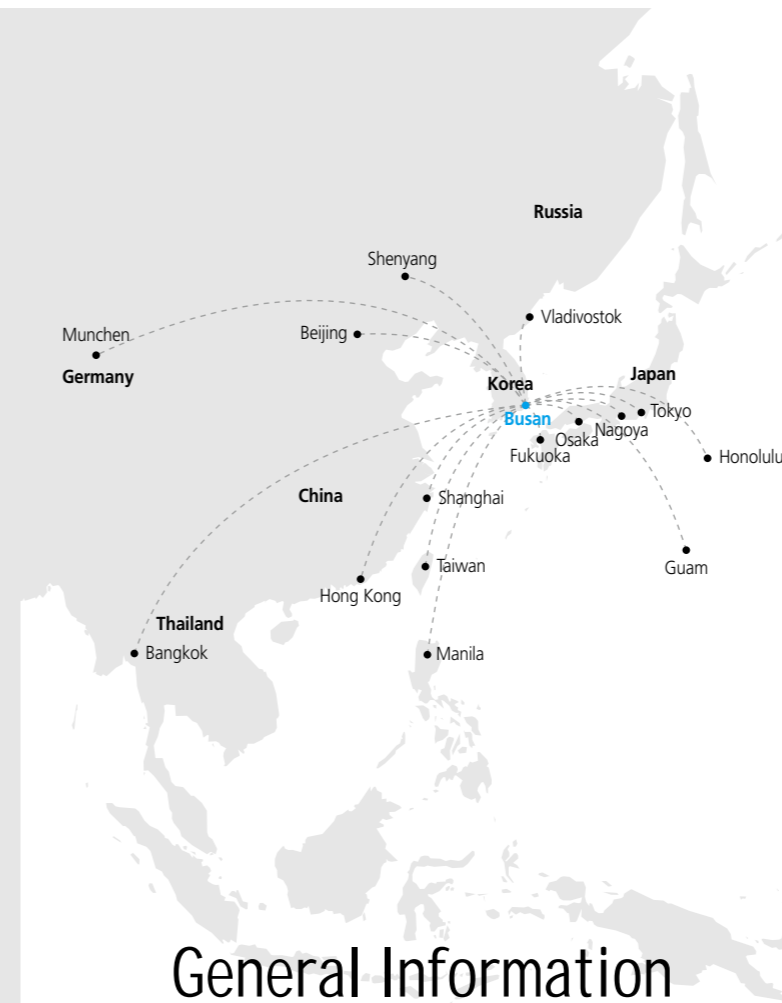 Russia
Shenyang
Vladivostok
Munchen
Beijing
Germany
Korea
Japan
Busan
Tokyo
Nagoya
Osaka
Fukuoka
Honolulu
China
Shanghai
Taiwan
Guam
Hong Kong
Thailand
Bangkok
Manila
General Information